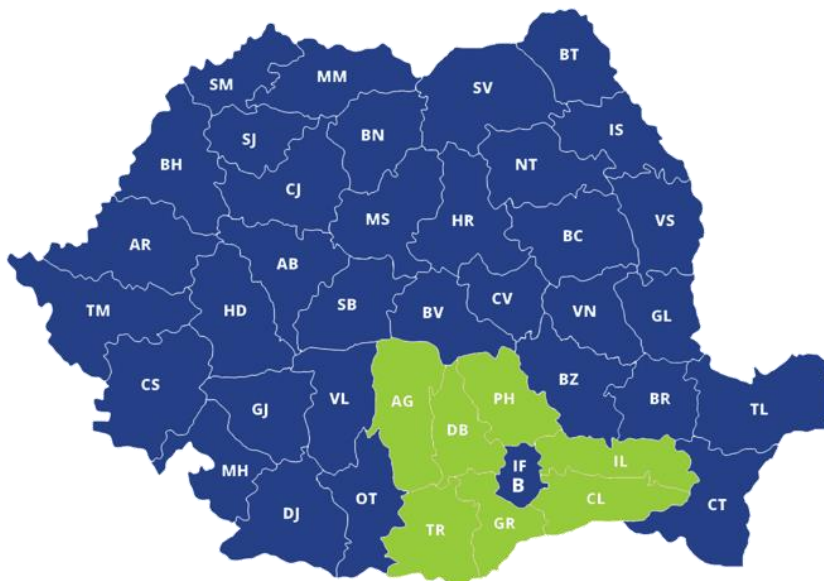 BT
MM
SM
SV
IS
BN
SJ
BH
NT
CJ
MS
HR
VS
BC
AR
AB
CV
SB
TM
HD
BV
VN
GL
BZ
CS
PH
VL
AG
BR
TL
GJ
DB
IL
IF
MH
B
OT
CL
CT
DJ
GR
TR